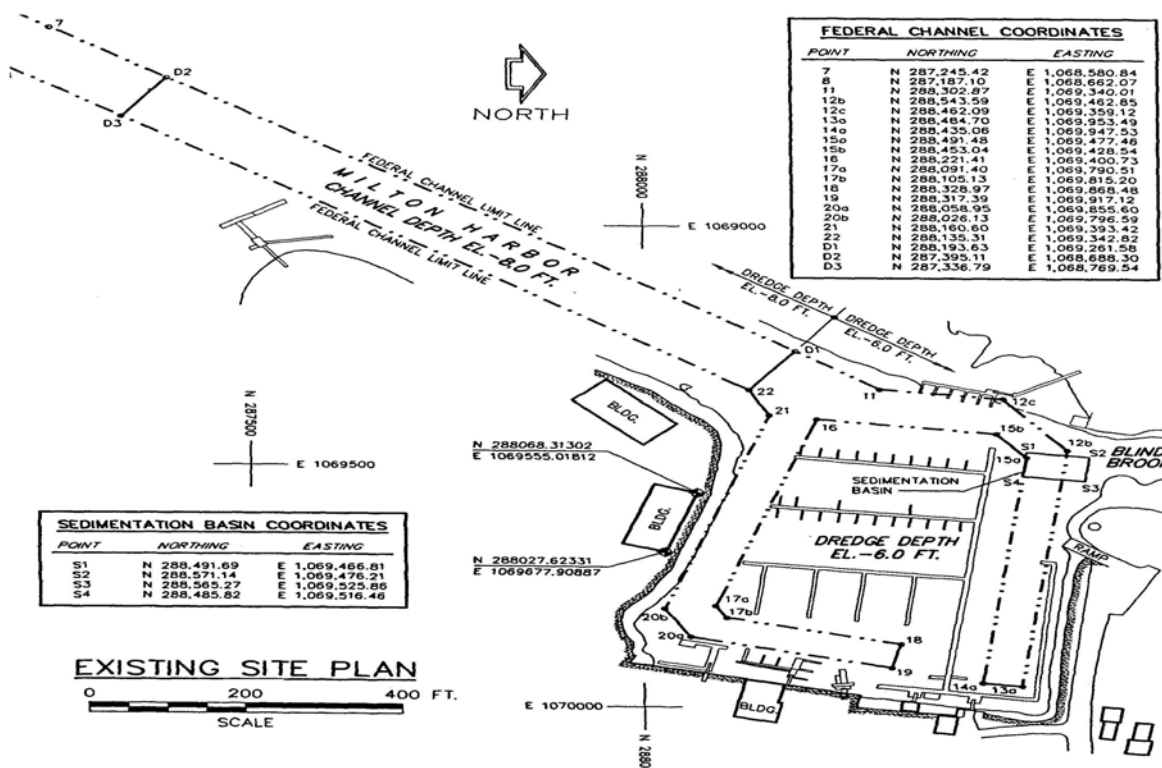 7
D2
D3
NORTH
FEDERAL CHANNEL LIMIT LINE
MILTON HARBOR
CHANNEL DEPTH EL.-8.0 FT.
FEDERAL CHANNEL LIMIT LINE
N 288000
E 1069000
FEDERAL CHANNEL COORDINATES
POINT NORTHING EASTING
7 N 287,245.42 E 1,068,580.84
8 N 287,187.10 E 1,068,662.07
11 N 288,302.87 E 1,069,340.01
12b N 288,543.59 E 1,069,462.85
12c N 288,462.09 E 1,069,359.12
13a N 288,484.70 E 1,069,953.49
14a N 288,435.06 E 1,069,947.53
15a N 288,491.48 E 1,069,477.46
15b N 288,453.04 E 1,069,428.54
16 N 288,221.41 E 1,069,400.73
17a N 288,091.40 E 1,069,790.51
17b N 288,105.13 E 1,069,815.20
18 N 288,328.97 E 1,069,868.48
19 N 288,317.39 E 1,069,917.12
20a N 288,058.95 E 1,069,855.60
20b N 288,026.13 E 1,069,796.59
21 N 288,160.60 E 1,069,393.42
22 N 288,135.31 E 1,069,342.82
D1 N 288,193.63 E 1,069,261.58
D2 N 287,395.11 E 1,068,688.30
D3 N 287,336.79 E 1,068,769.54
DREDGE DEPTH
EL.-8.0 FT.
DREDGE DEPTH
EL.-6.0 FT.
D1
22
21
11
12c
16
15b
12b
S1
S2
15a
S4
S3
BLIND
BROO
SEDIMENTATION
BASIN
BLDG.
N 287500
E 1069500
N 288068.31302
E 1069555.01812
BLDG.
N 288027.62331
E 1069677.90887
DREDGE DEPTH
EL.-6.0 FT.
RAMP
SEDIMENTATION BASIN COORDINATES
POINT NORTHING EASTING
S1 N 288,491.69 E 1,069,466.81
S2 N 288,571.14 E 1,069,476.21
S3 N 288,565.27 E 1,069,525.86
S4 N 288,485.82 E 1,069,516.46
17a
17b
20b
20a
18
19
14a
13a
BLDG.
E 1070000
N 2880
EXISTING SITE PLAN
0 200 400 FT.
SCALE